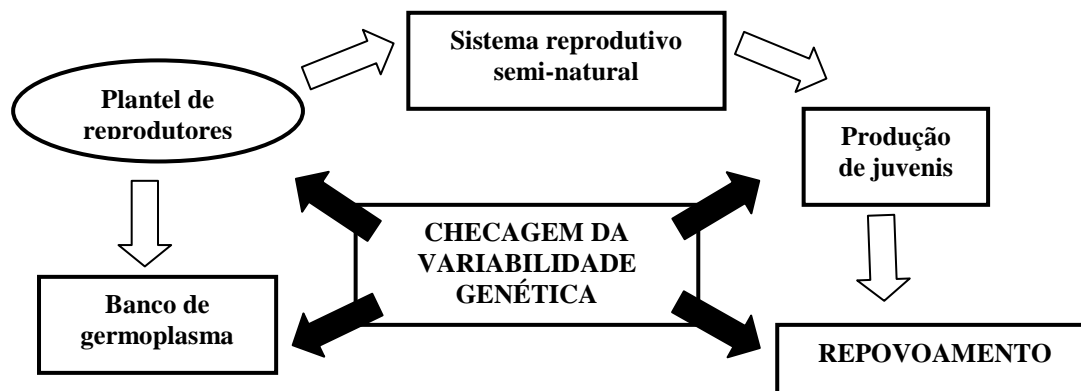 Sistema reprodutivo
semi-natural
Plantel de
reprodutores
Produção
de juvenis
CHECAGEM DA
VARIABILIDADE
GENÉTICA
Banco de
germoplasma
REPOVOAMENTO